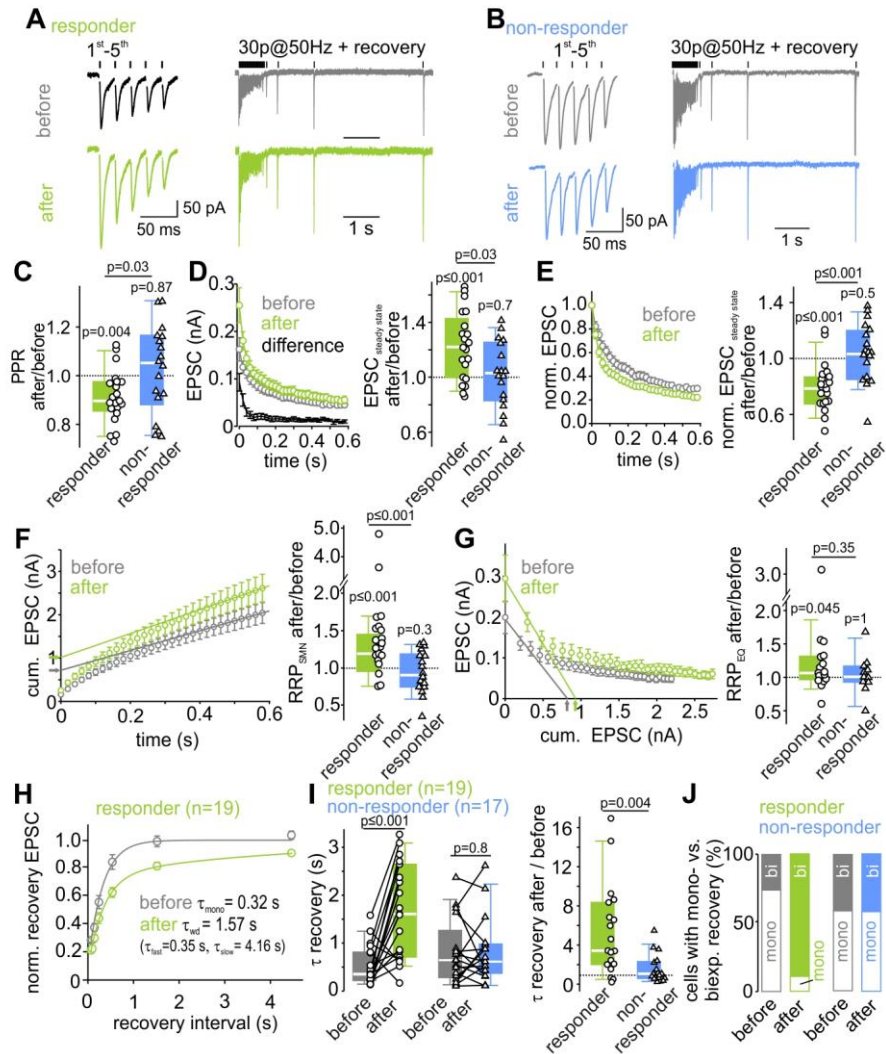 A responder
1st-5th
30p@50Hz + recovery
before
after
50 pA
50 ms
1 s
B non-responder
1st-5th
30p@50Hz + recovery
before
after
50 pA
50 ms
1 s
C
p=0.03
p=0.87
p=0.004
PPR
after/before
1.2
1.0
0.8
responder
non-
responder
D
EPSC (nA)
0.3
0.2
0.1
0
before
after
difference
0 0.2 0.4 0.6
time (s)
p=0.03
p≤0.001
p=0.7
EPSC steady state
after/before
1.4
1.0
0.6
responder
non-
responder
E
norm. EPSC
1.0
0.8
0.6
0.4
0.2
0.0
before
after
0 0.2 0.4 0.6
time (s)
p≤0.001
p≤0.001
p=0.5
norm. EPSC steady state
after/before
1.4
1.0
0.6
responder
non-
responder
F
cum. EPSC (nA)
3
2
1
0
before
after
0 0.2 0.4 0.6
time (s)
p≤0.001
p≤0.001
p=0.3
RRP SMN after/before
5.0
4.0
2.0
1.5
1.0
0.5
responder
non-
responder
G
EPSC (nA)
0.3
0.2
0.1
0
before
after
0 0.5 1 1.5 2 2.5
cum. EPSC (nA)
p=0.35
p=0.045
p=1
RRP EQ after/before
3.0
2.0
1.5
1.0
0.5
responder
non-
responder
H responder (n=19)
norm. recovery EPSC
1.0
0.8
0.6
0.4
0.2
0
before τmono= 0.32 s
after τwd= 1.57 s
(τfast=0.35 s, τslow= 4.16 s)
0 1 2 3 4
recovery interval (s)
I responder (n=19)
non-responder (n=17)
p≤0.001
p=0.8
τ recovery (s)
3
2
1
0
before
after
before
after
p=0.004
τ recovery after / before
16
12
8
4
0
responder
non-
responder
J responder
non-responder
cells with mono- vs.
biexp. recovery (%)
100
50
0
bi
mono
bi
mono
bi
mono
bi
mono
before
after
before
after